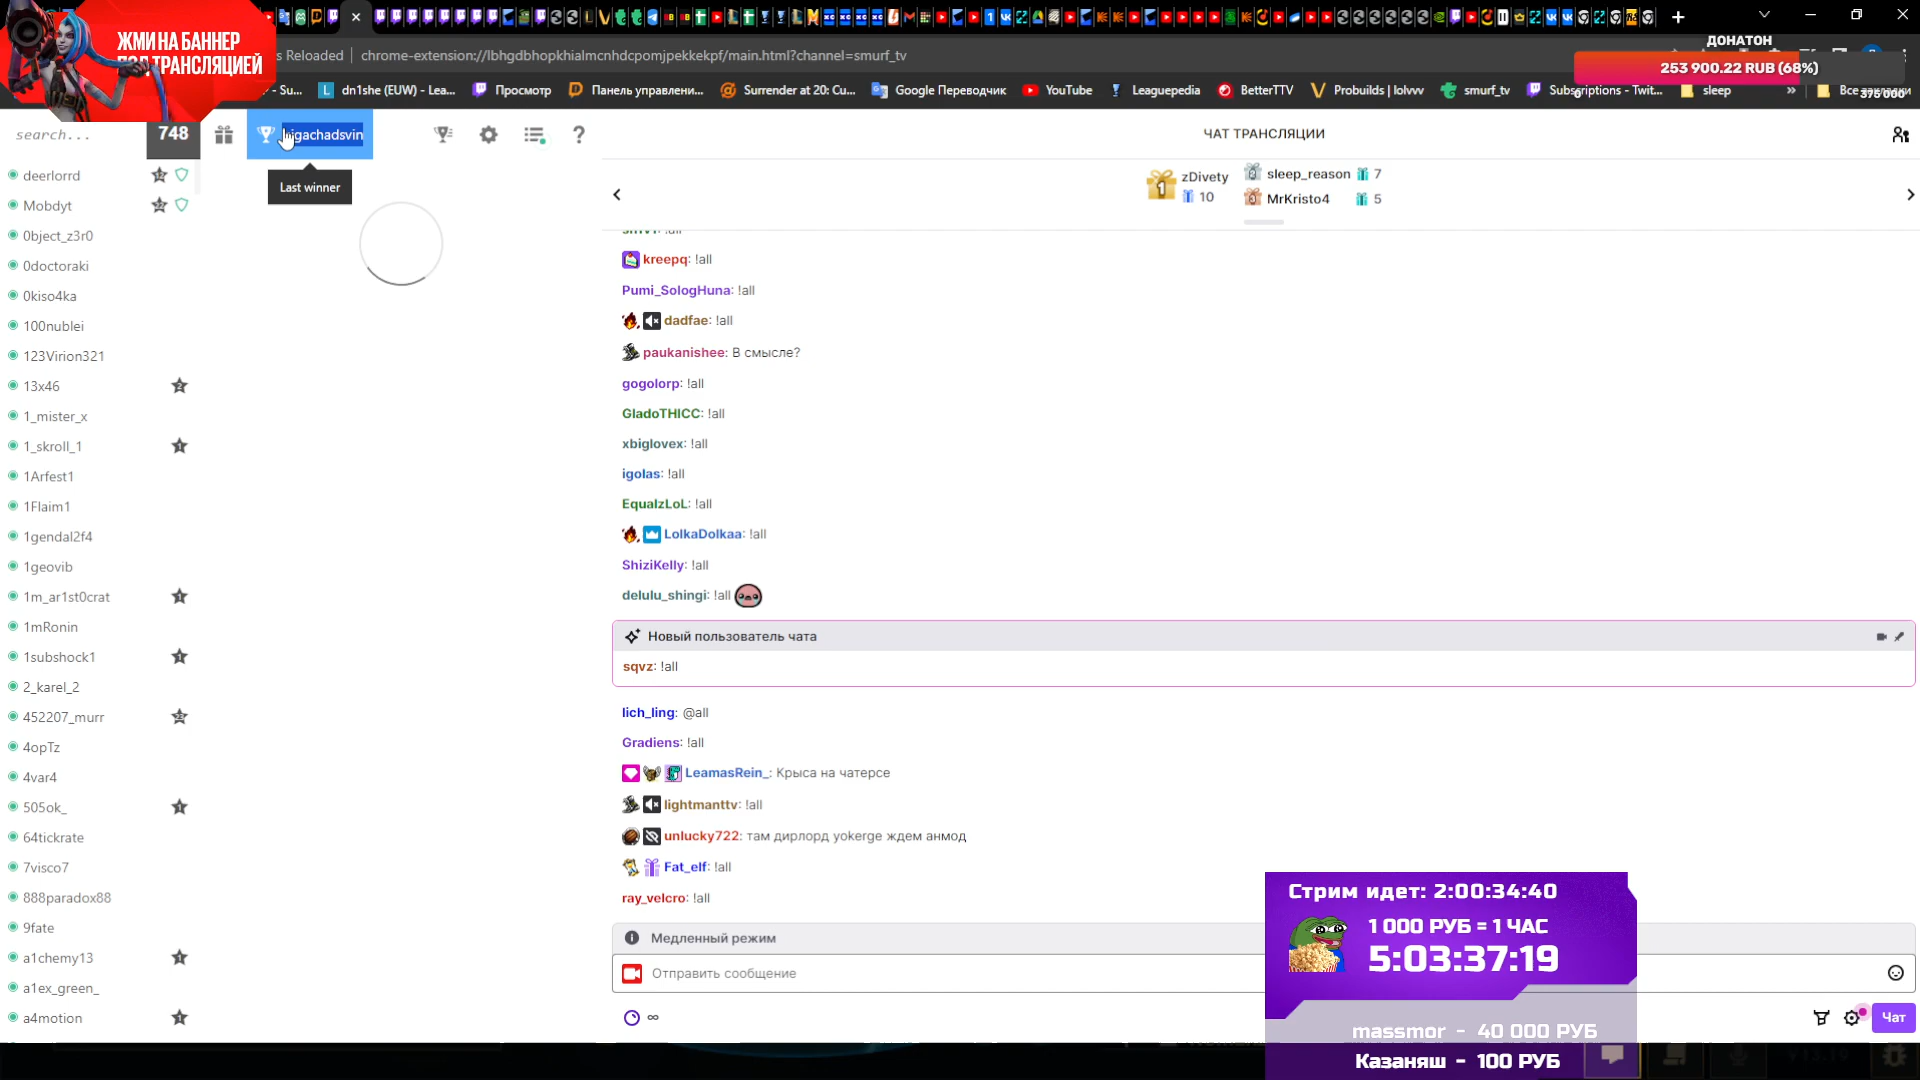 ЖМИ НА БАННЕР
ПОД ТРАНСЛЯЦИЕЙ
s Reloaded
chrome-extension://lbhgdbhopkhialmcnhdcpomjpekkekpf/main.html?channel=smurf_tv
ДОНАТОН
253 900.22 RUB (68%)
0
375 000
- Su...
dn1she (EUW) - Lea...
Просмотр
Панель управлени...
Surrender at 20: Cu...
Google Переводчик
YouTube
Leaguepedia
BetterTTV
Probuilds | lolvvv
smurf_tv
Subscriptions - Twit...
sleep
»
Все закладки
search...
748
igachadsvin
Last winner
?
ЧАТ ТРАНСЛЯЦИИ
1
zDivety
10
sleep_reason
7
MrKristo4
5
deerlorrd
Mobdyt
0bject_z3r0
0doctoraki
0kiso4ka
100nublei
123Virion321
13x46
1_mister_x
1_skroll_1
1Arfest1
1Flaim1
1gendal2f4
1geovib
1m_ar1st0crat
1mRonin
1subshock1
2_karel_2
452207_murr
4opTz
4var4
505ok_
64tickrate
7visco7
888paradox88
9fate
a1chemy13
a1ex_green_
a4motion
kreepq: !all
Pumi_SologHuna: !all
dadfae: !all
paukanishee: В смысле?
gogolorp: !all
GladoTHICC: !all
xbiglovex: !all
igolas: !all
EqualzLoL: !all
LolkaDolkaa: !all
ShiziKelly: !all
delulu_shingi: !all
Новый пользователь чата
sqvz: !all
lich_ling: @all
Gradiens: !all
LeamasRein_: Крыса на чатерсе
lightmanttv: !all
unlucky722: там дирлорд yokerge ждем анмод
Fat_elf: !all
ray_velcro: !all
Медленный режим
Отправить сообщение
∞
Чат
Стрим идет: 2:00:34:40
1 000 РУБ = 1 ЧАС
5:03:37:19
massmor - 40 000 РУБ
Казаняш - 100 РУБ